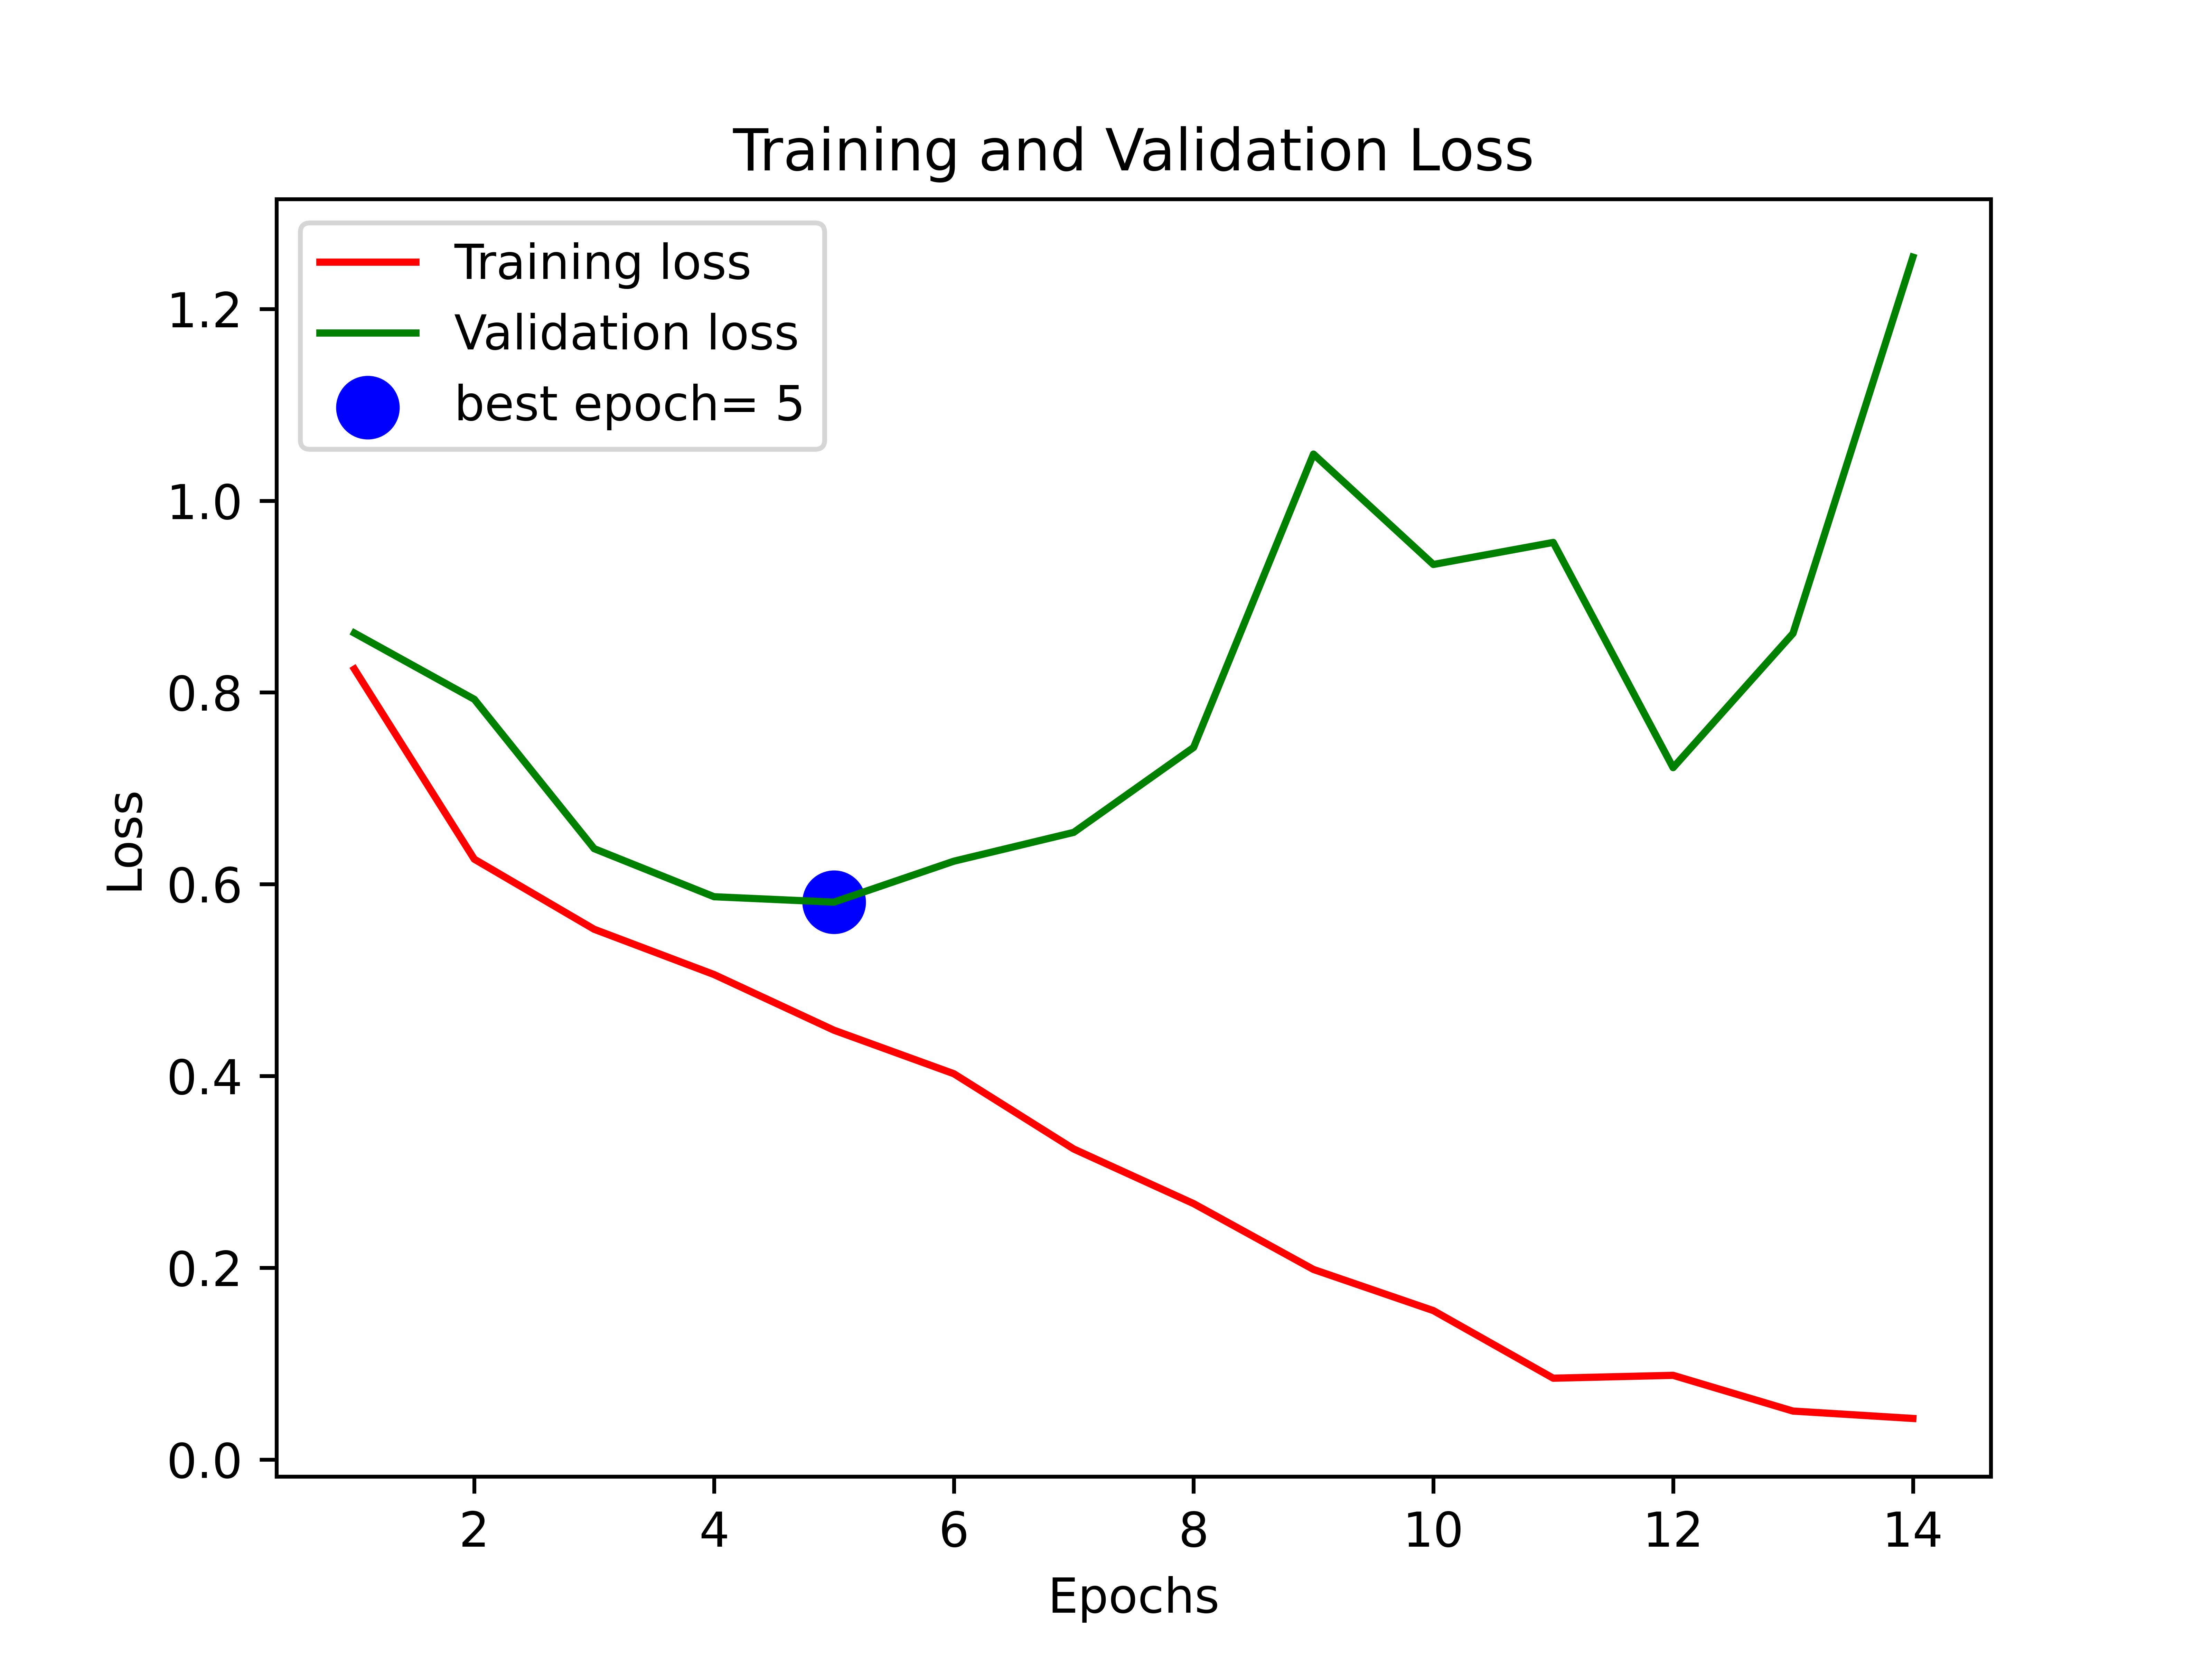 Training and Validation Loss
Training loss
Validation loss
best epoch= 5
1.2
1.0
0.8
0.6
0.4
0.2
0.0
Loss
2 4 6 8 10 12 14
Epochs